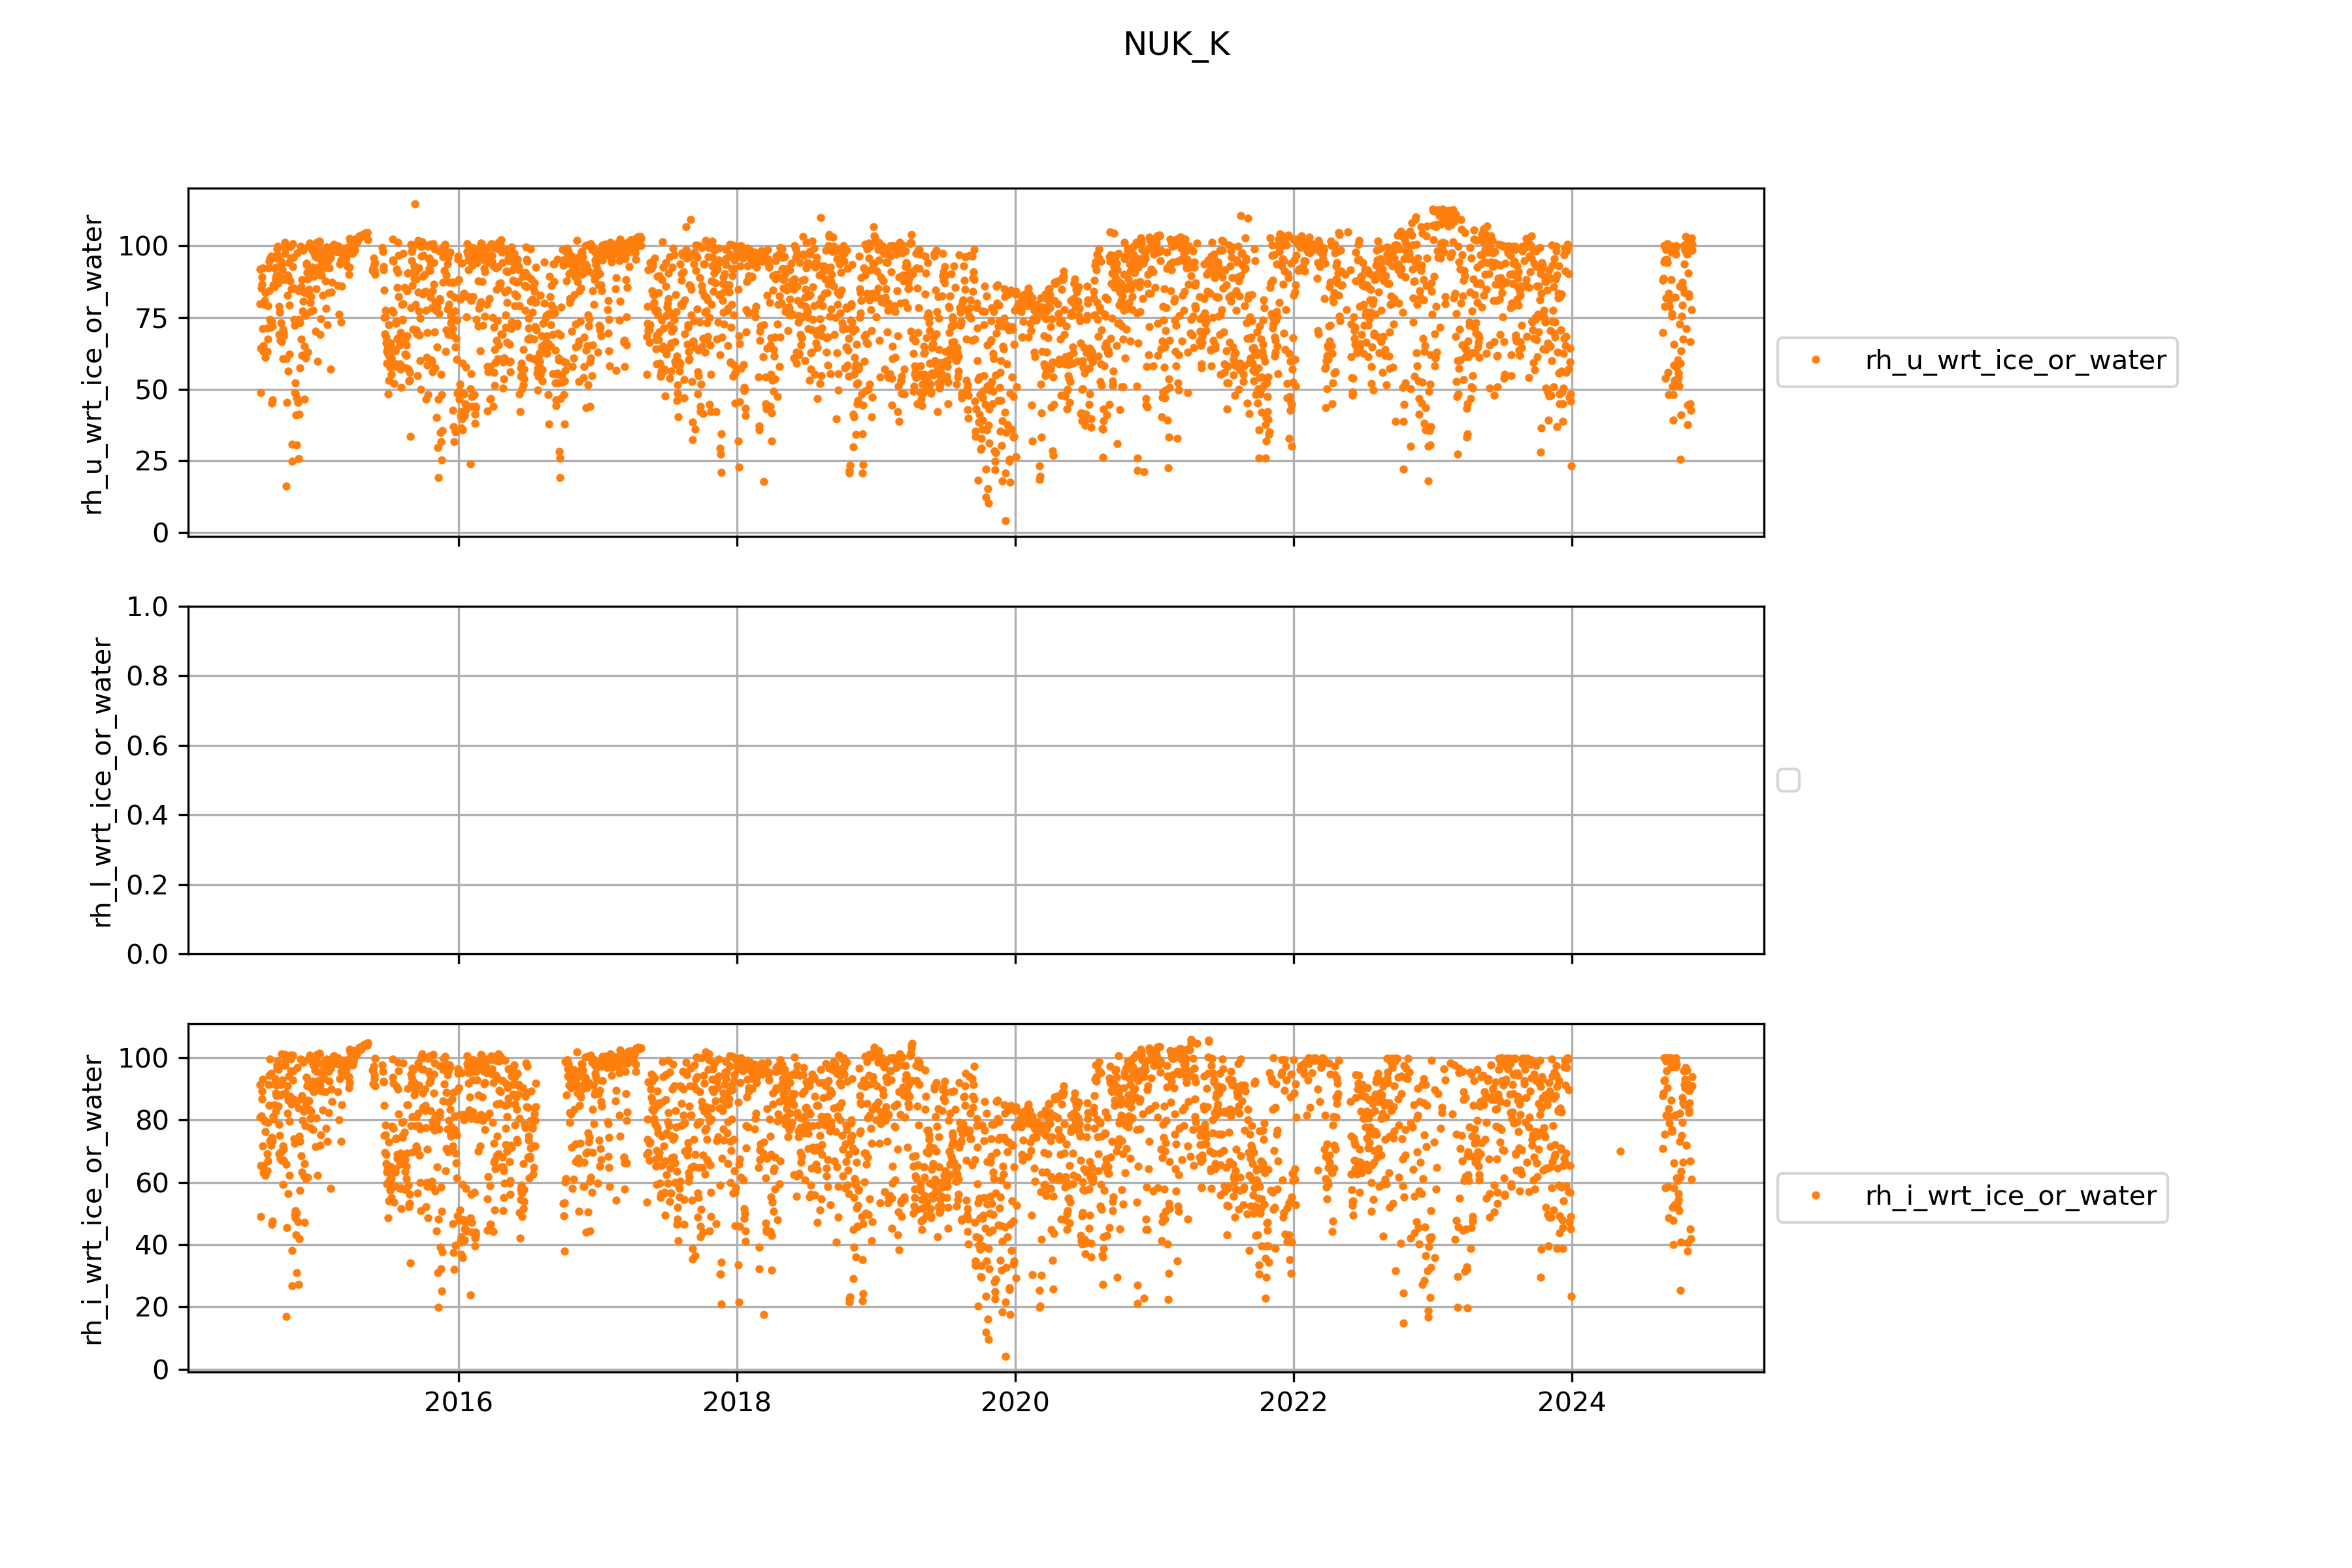 NUK_K
rh_u_wrt_ice_or_water
100
75
50
25
0
rh_u_wrt_ice_or_water
rh_l_wrt_ice_or_water
1.0
0.8
0.6
0.4
0.2
0.0
rh_i_wrt_ice_or_water
100
80
60
40
20
0
rh_i_wrt_ice_or_water
2016 2018 2020 2022 2024